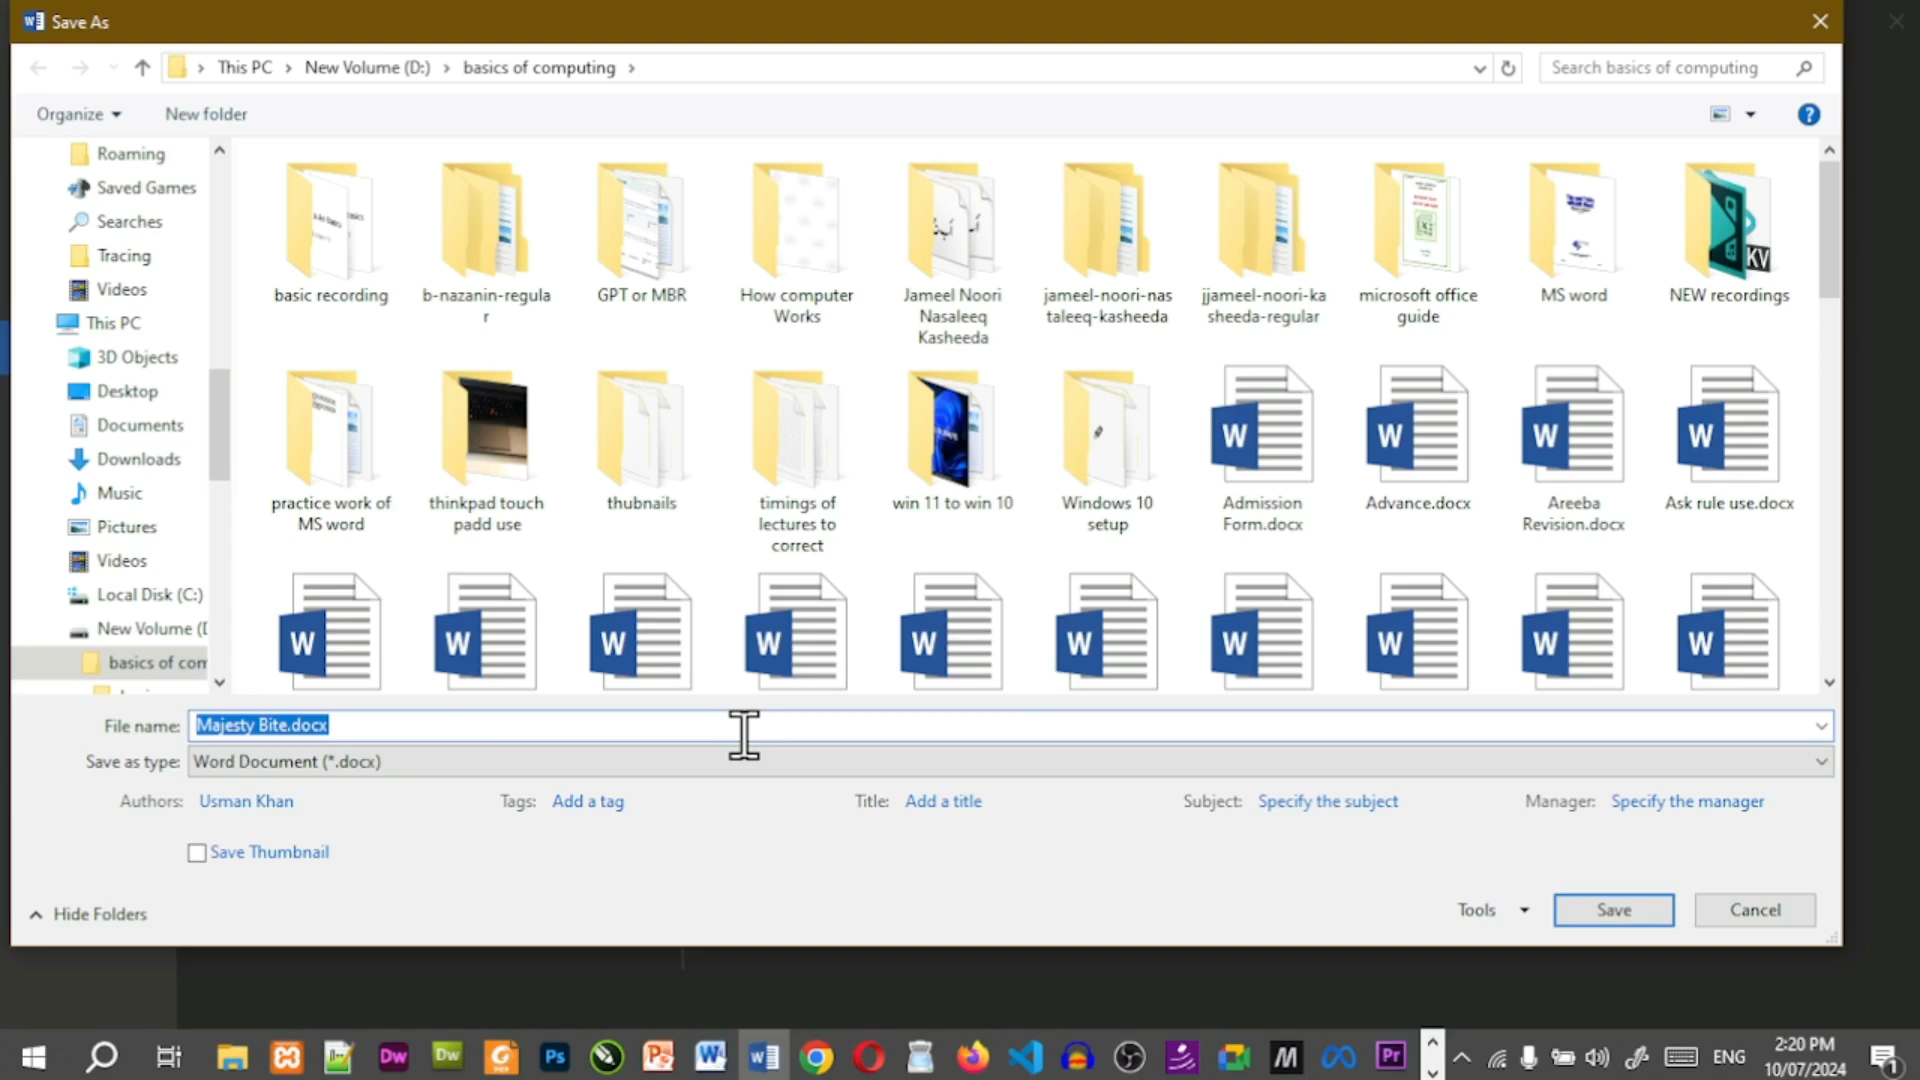 Save As
This PC > New Volume (D:) > basics of computing >
Search basics of computing
Organize
New folder
Roaming
Saved Games
Searches
Tracing
Videos
This PC
3D Objects
Desktop
Documents
Downloads
Music
Pictures
Videos
Local Disk (C:)
New Volume (D
basics of com
basic recording
b-nazanin-regula
r
GPT or MBR
How computer
Works
Jameel Noori
Nasaleeq
Kasheeda
jameel-noori-nas
taleeq-kasheeda
jjameel-noori-ka
sheeda-regular
microsoft office
guide
MS word
KV
NEW recordings
practice work of
MS word
thinkpad touch
padd use
thubnails
timings of
lectures to
correct
win 11 to win 10
Windows 10
setup
Admission
Form.docx
Advance.docx
Areeba
Revision.docx
Ask rule use.docx
File name: Majesty Bite.docx
Save as type: Word Document (*.docx)
Authors: Usman Khan
Tags: Add a tag
Title: Add a title
Subject: Specify the subject
Manager: Specify the manager
Save Thumbnail
Hide Folders
Tools
Save
Cancel
ENG
2:20 PM
10/07/2024